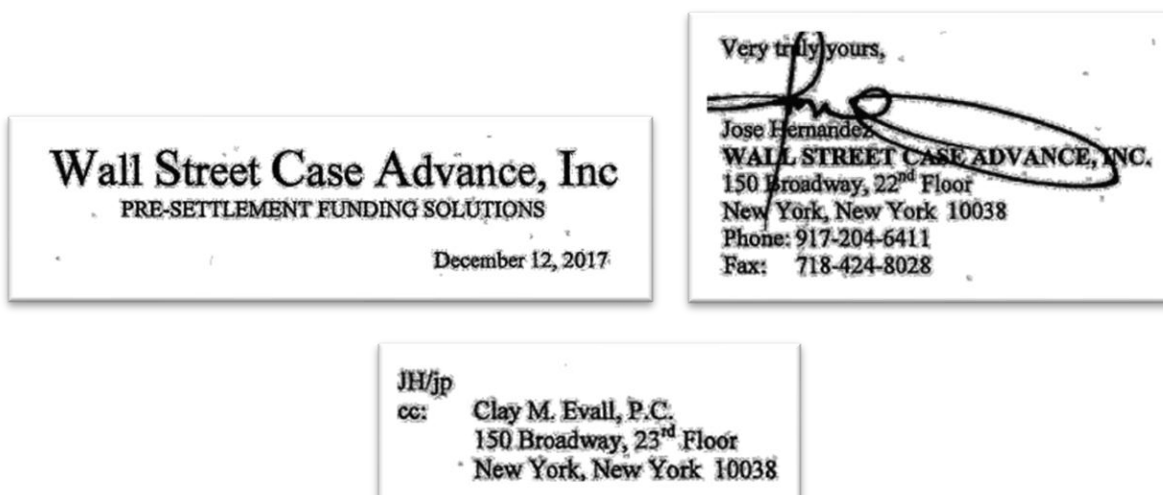 Wall Street Case Advance, Inc
PRE-SETTLEMENT FUNDING SOLUTIONS
December 12, 2017
Very truly yours,
Jose Hernandez
WALL STREET CASE ADVANCE, INC.
150 Broadway, 22nd Floor
New York, New York 10038
Phone: 917-204-6411
Fax: 718-424-8028
JH/jp
cc: Clay M. Evall, P.C.
150 Broadway, 23rd Floor
New York, New York 10038